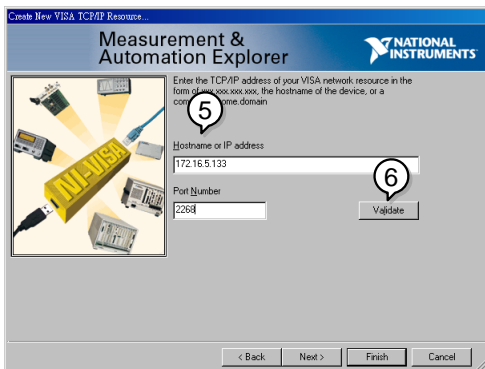 Create New VISA TCP/IP Resource...
Measurement &
Automation Explorer
NATIONAL
INSTRUMENTS
Enter the TCP/IP address of your VISA network resource in the
form of xxx.xxx.xxx.xxx, the hostname of the device, or a
5
Hostname or IP address
172.16.5.133
6
Port Number
2268
Validate
NI-VISA
< Back
Next >
Finish
Cancel